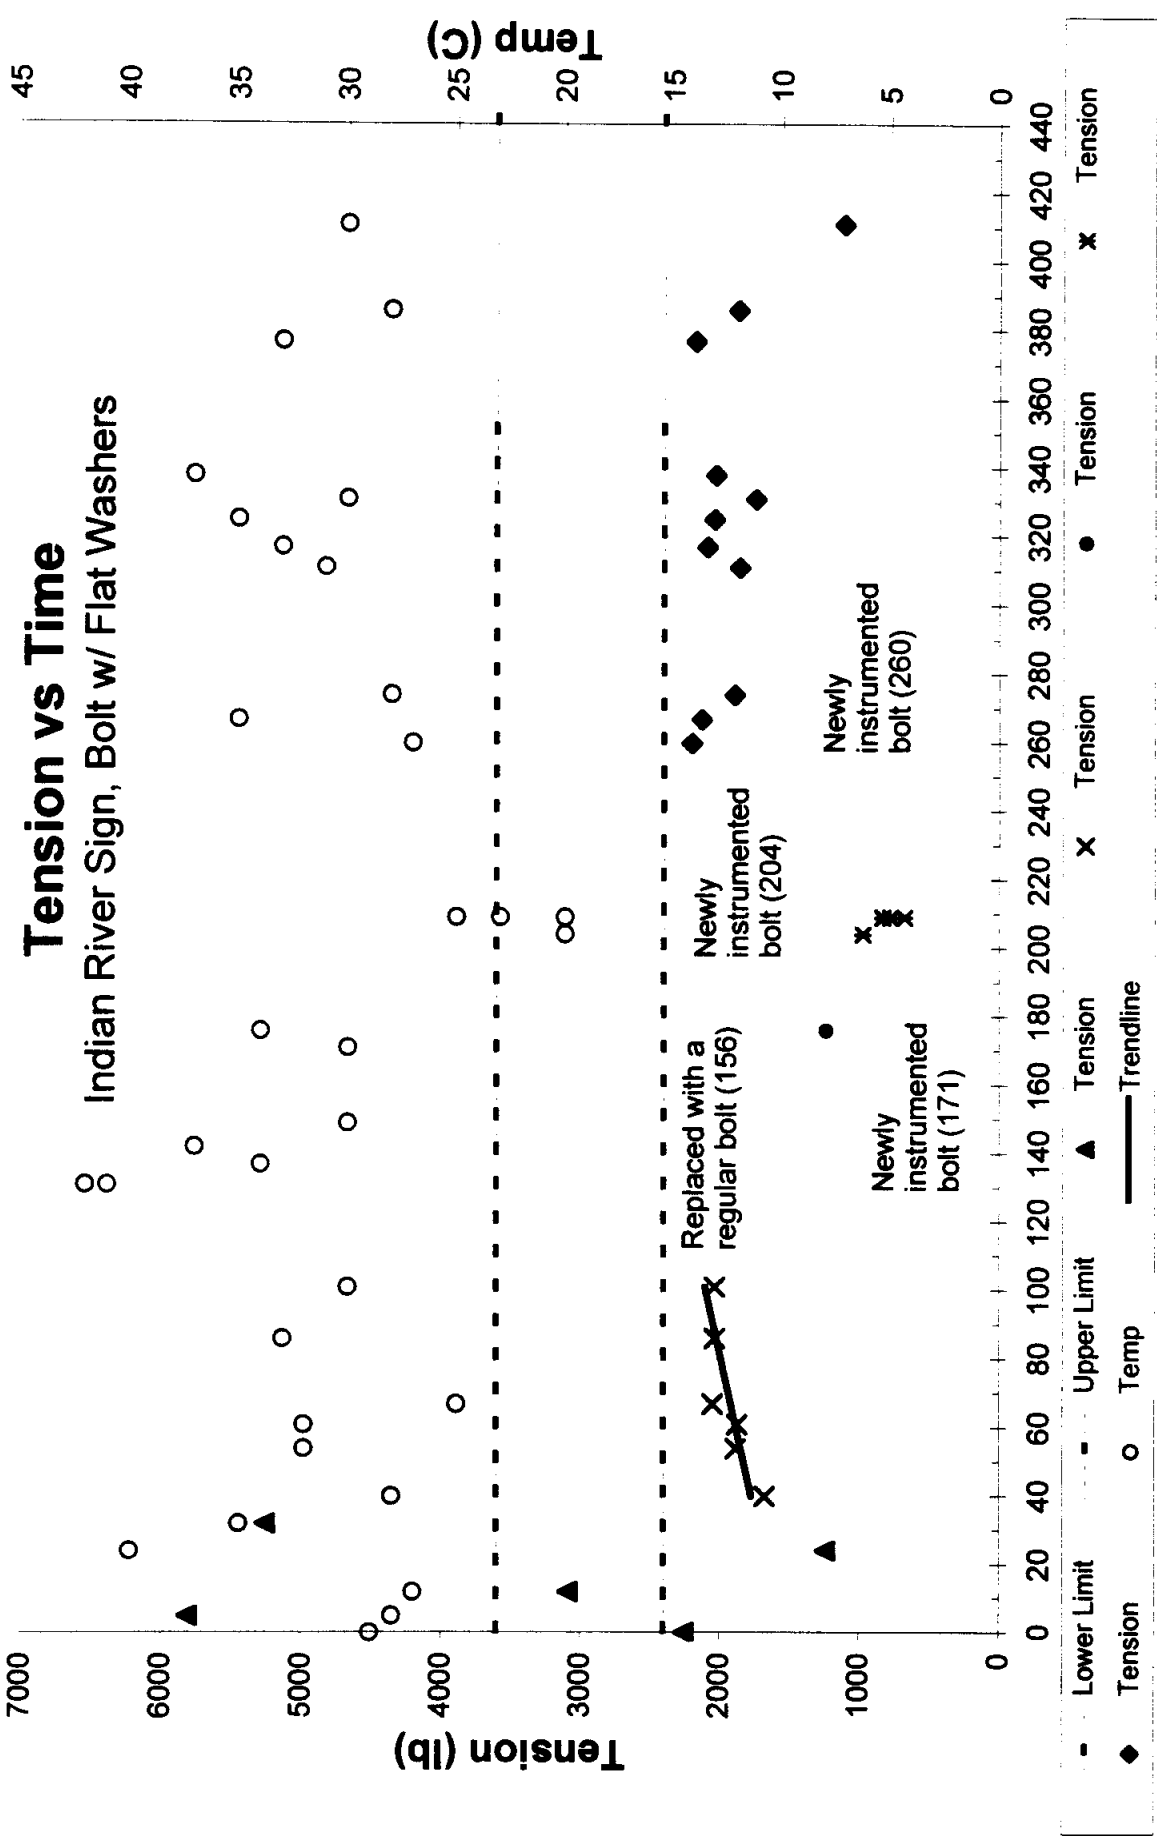 Tension vs Time
Indian River Sign, Bolt w/ Flat Washers
Tension (lb)
7000
6000
5000
4000
3000
2000
1000
0
Temp (C)
45
40
35
30
25
20
15
10
5
0
Replaced with a
regular bolt (156)
Newly
instrumented
bolt (171)
Newly
instrumented
bolt (204)
Newly
instrumented
bolt (260)
0 20 40 60 80 100 120 140 160 180 200 220 240 260 280 300 320 340 360 380 400 420 440
Lower Limit Upper Limit Tension Tension Tension Tension
Tension Temp Trendline